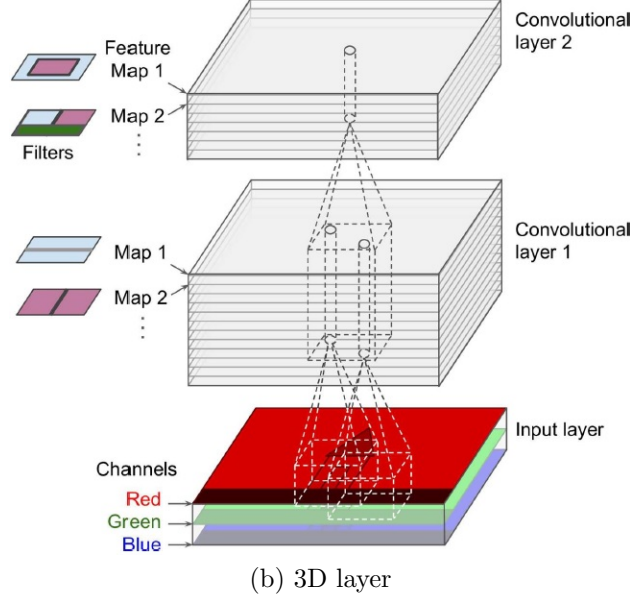 Convolutional
layer 2
Feature
Map 1
Map 2
Filters
Convolutional
layer 1
Map 1
Map 2
Input layer
Channels
Red
Green
Blue
(b) 3D layer